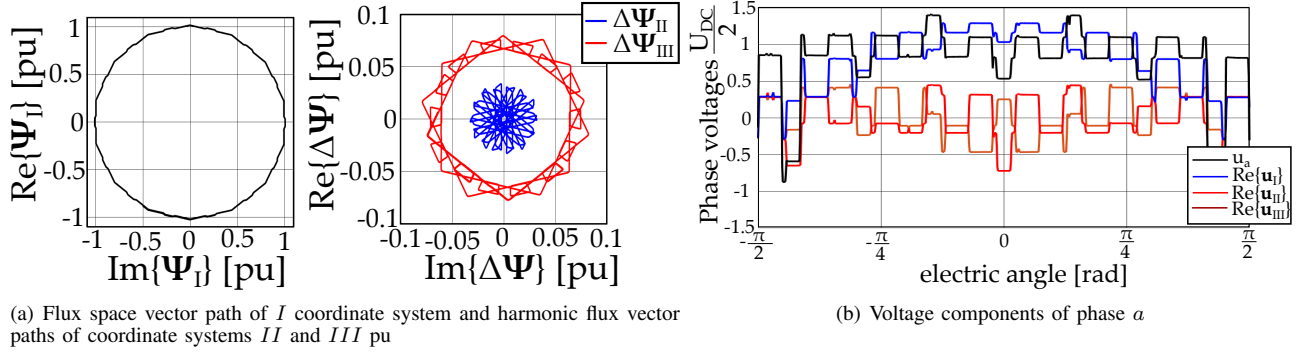 Re{Ψ_I} [pu]
1
0.5
0
-0.5
-1
-1 -0.5 0 0.5 1
Im{Ψ_I} [pu]
Re{ΔΨ} [pu]
0.1
0.05
0
-0.05
-0.1
-0.1 -0.05 0 0.05 0.1
Im{ΔΨ} [pu]
ΔΨ_II
ΔΨ_III
(a) Flux space vector path of I coordinate system and harmonic flux vector
paths of coordinate systems II and III pu
Phase voltages U_DC/2
1.5
1
0.5
0
-0.5
-1
-1.5
-π/2 -π/4 0 π/4 π/2
electric angle [rad]
u_a
Re{u_I}
Re{u_II}
Re{u_III}
(b) Voltage components of phase a